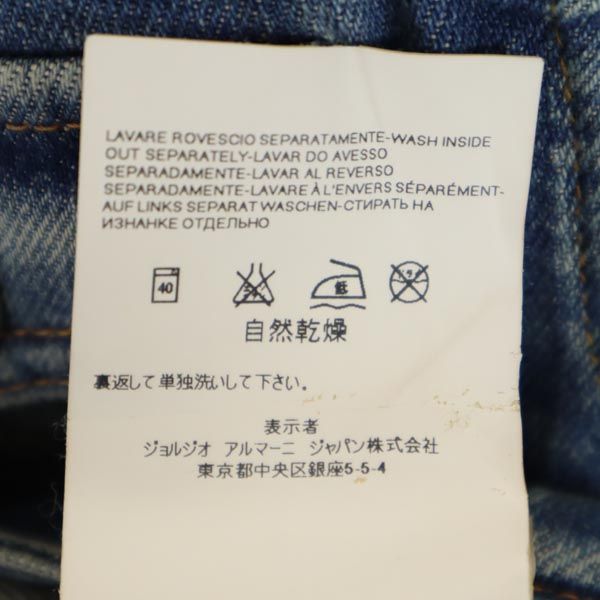 LAVARE ROVESCIO SEPARATAMENTE-WASH INSIDE
OUT SEPARATELY-LAVAR DO AVESSO
SEPARADAMENTE-LAVAR AL REVERSO
SEPARADAMENTE-LAVARE À L'ENVERS SÉPARÉMENT-
AUF LINKS SEPARAT WASCHEN-СТИРАТЬ НА
ИЗНАНКЕ ОТДЕЛЬНО
40 低
自然乾燥
裏返して単独洗いして下さい。
表示者
ジョルジオ アルマーニ ジャパン株式会社
東京都中央区銀座5-5-4